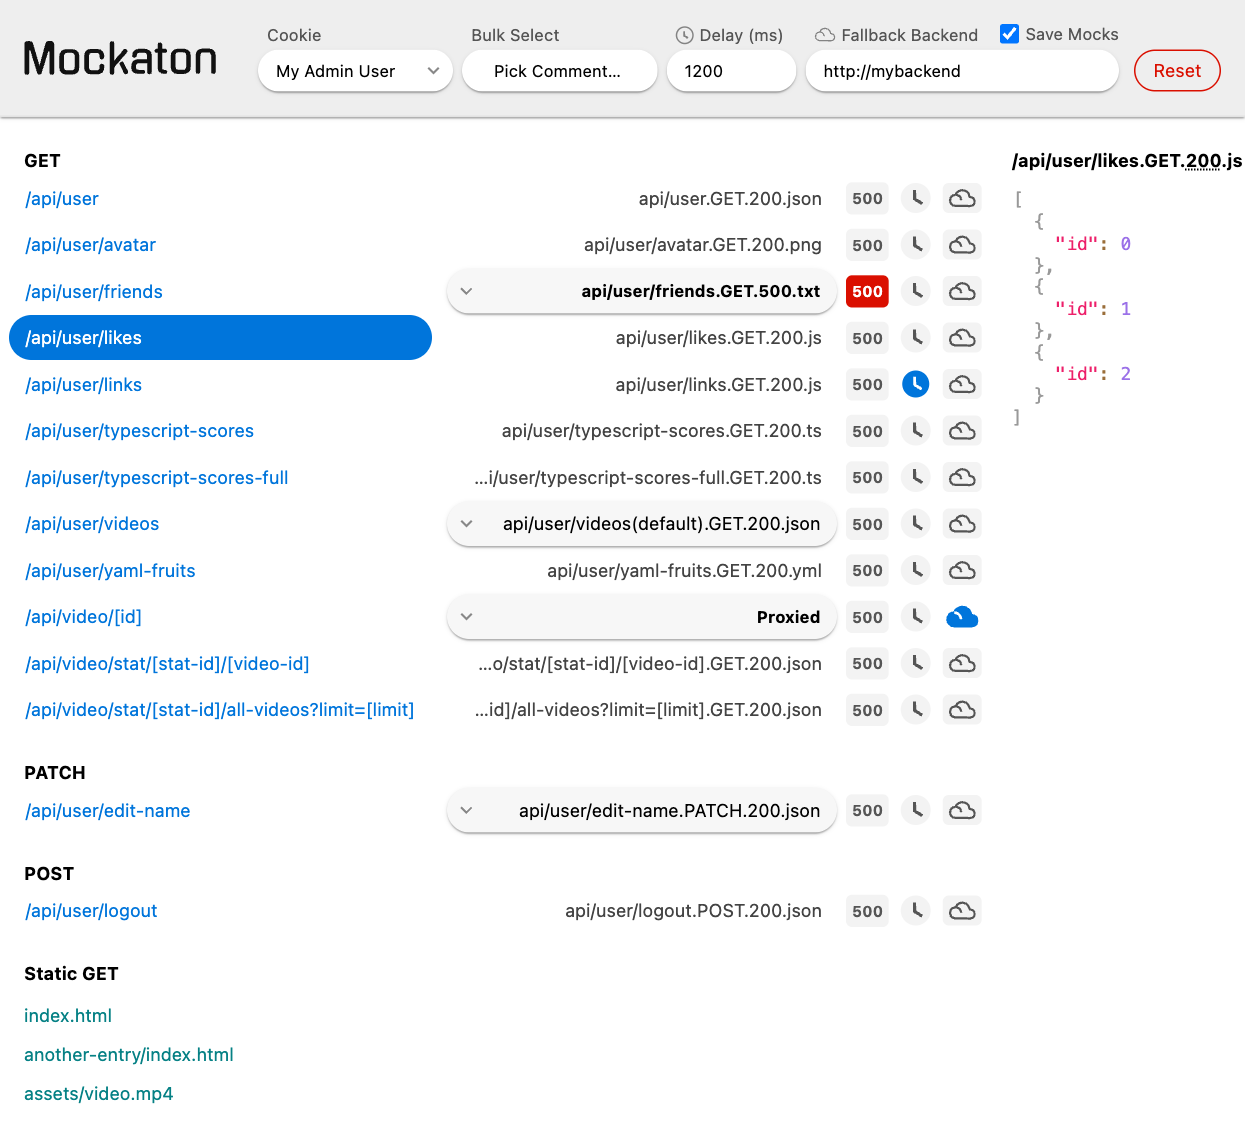 Mockaton
Cookie
My Admin User
Bulk Select
Pick Comment...
Delay (ms)
1200
Fallback Backend
http://mybackend
Save Mocks
Reset
GET
/api/user api/user.GET.200.json 500
/api/user/avatar api/user/avatar.GET.200.png 500
/api/user/friends api/user/friends.GET.500.txt 500
/api/user/likes api/user/likes.GET.200.js 500
/api/user/links api/user/links.GET.200.js 500
/api/user/typescript-scores api/user/typescript-scores.GET.200.ts 500
/api/user/typescript-scores-full ...i/user/typescript-scores-full.GET.200.ts 500
/api/user/videos api/user/videos(default).GET.200.json 500
/api/user/yaml-fruits api/user/yaml-fruits.GET.200.yml 500
/api/video/[id] Proxied 500
/api/video/stat/[stat-id]/[video-id] ...o/stat/[stat-id]/[video-id].GET.200.json 500
/api/video/stat/[stat-id]/all-videos?limit=[limit] ...id]/all-videos?limit=[limit].GET.200.json 500
PATCH
/api/user/edit-name api/user/edit-name.PATCH.200.json 500
POST
/api/user/logout api/user/logout.POST.200.json 500
Static GET
index.html
another-entry/index.html
assets/video.mp4
/api/user/likes.GET.200.js
[
{
"id": 0
},
{
"id": 1
},
{
"id": 2
}
]